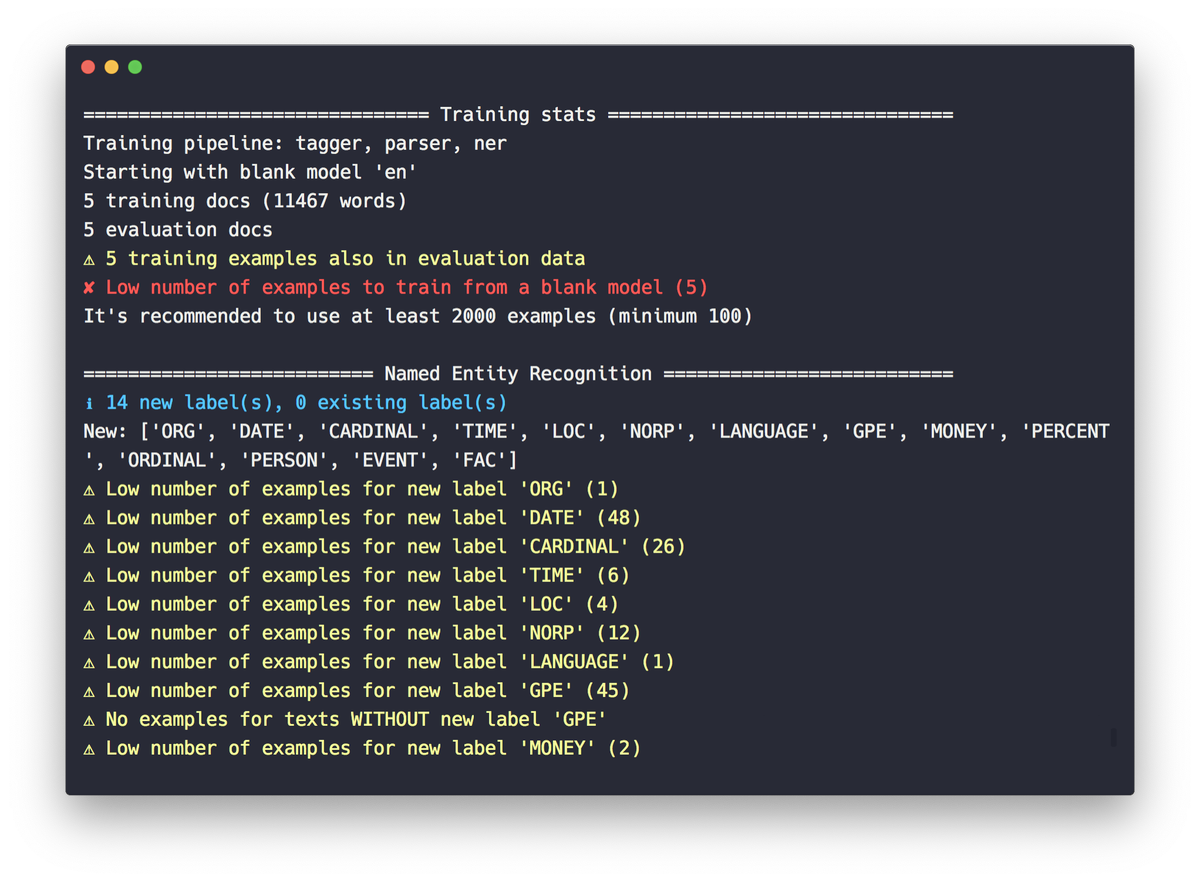 =============================== Training stats ===============================
Training pipeline: tagger, parser, ner
Starting with blank model 'en'
5 training docs (11467 words)
5 evaluation docs
⚠ 5 training examples also in evaluation data
✘ Low number of examples to train from a blank model (5)
It's recommended to use at least 2000 examples (minimum 100)
========================== Named Entity Recognition ==========================
ℹ 14 new label(s), 0 existing label(s)
New: ['ORG', 'DATE', 'CARDINAL', 'TIME', 'LOC', 'NORP', 'LANGUAGE', 'GPE', 'MONEY', 'PERCENT
', 'ORDINAL', 'PERSON', 'EVENT', 'FAC']
⚠ Low number of examples for new label 'ORG' (1)
⚠ Low number of examples for new label 'DATE' (48)
⚠ Low number of examples for new label 'CARDINAL' (26)
⚠ Low number of examples for new label 'TIME' (6)
⚠ Low number of examples for new label 'LOC' (4)
⚠ Low number of examples for new label 'NORP' (12)
⚠ Low number of examples for new label 'LANGUAGE' (1)
⚠ Low number of examples for new label 'GPE' (45)
⚠ No examples for texts WITHOUT new label 'GPE'
⚠ Low number of examples for new label 'MONEY' (2)